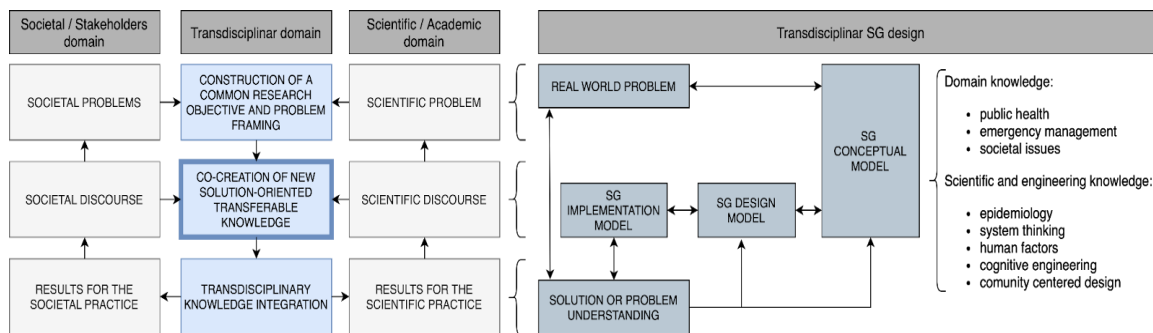 Societal / Stakeholders
domain
Transdisciplinar domain
Scientific / Academic
domain
Transdisciplinar SG design
SOCIETAL PROBLEMS
CONSTRUCTION OF A
COMMON RESEARCH
OBJECTIVE AND PROBLEM
FRAMING
SCIENTIFIC PROBLEM
SOCIETAL DISCOURSE
CO-CREATION OF NEW
SOLUTION-ORIENTED
TRANSFERABLE
KNOWLEDGE
SCIENTIFIC DISCOURSE
RESULTS FOR THE
SOCIETAL PRACTICE
TRANSDISCIPLINARY
KNOWLEDGE INTEGRATION
RESULTS FOR THE
SCIENTIFIC PRACTICE
REAL WORLD PROBLEM
SG
CONCEPTUAL
MODEL
SG
IMPLEMENTATION
MODEL
SG DESIGN
MODEL
SOLUTION OR PROBLEM
UNDERSTANDING
Domain knowledge:
• public health
• emergency management
• societal issues
Scientific and engineering knowledge:
• epidemiology
• system thinking
• human factors
• cognitive engineering
• comunity centered design